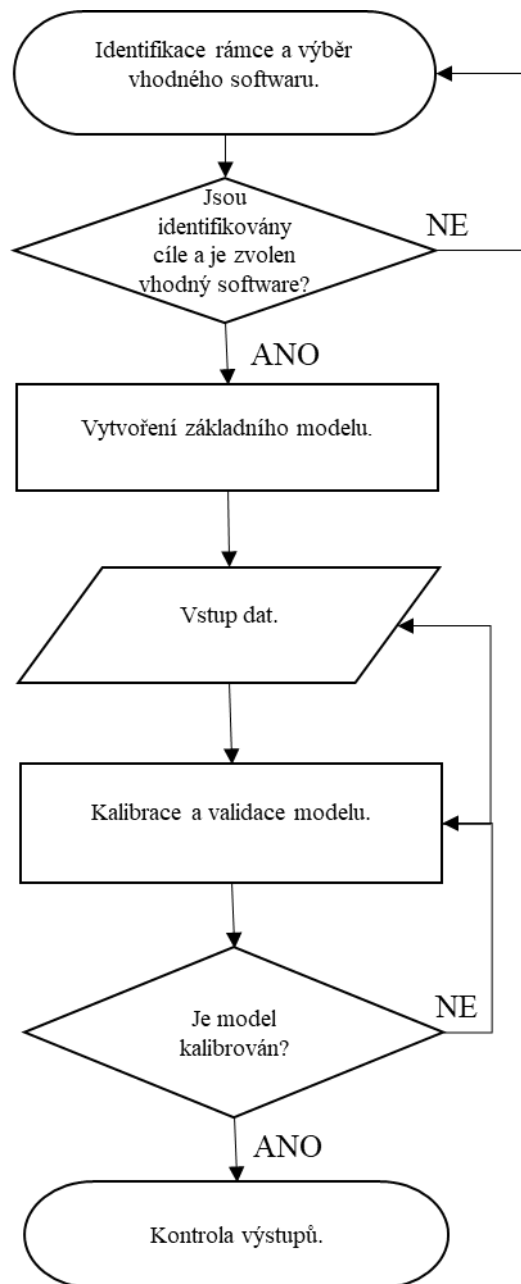 Identifikace rámce a výběr
vhodného softwaru.
Jsou
identifikovány
cíle a je zvolen
vhodný software?
NE
ANO
Vytvoření základního modelu.
Vstup dat.
Kalibrace a validace modelu.
Je model
kalibrován?
NE
ANO
Kontrola výstupů.